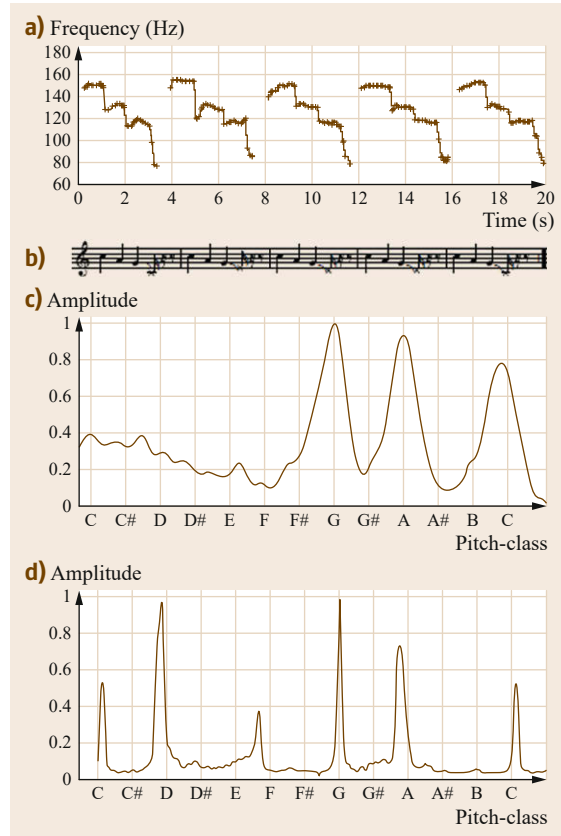 a) Frequency (Hz)
180
160
140
120
100
80
60
0 2 4 6 8 10 12 14 16 18 20
Time (s)
b)
c) Amplitude
1
0.8
0.6
0.4
0.2
0
C C# D D# E F F# G G# A A# B C
Pitch-class
d) Amplitude
1
0.8
0.6
0.4
0.2
0
C C# D D# E F F# G G# A A# B C
Pitch-class